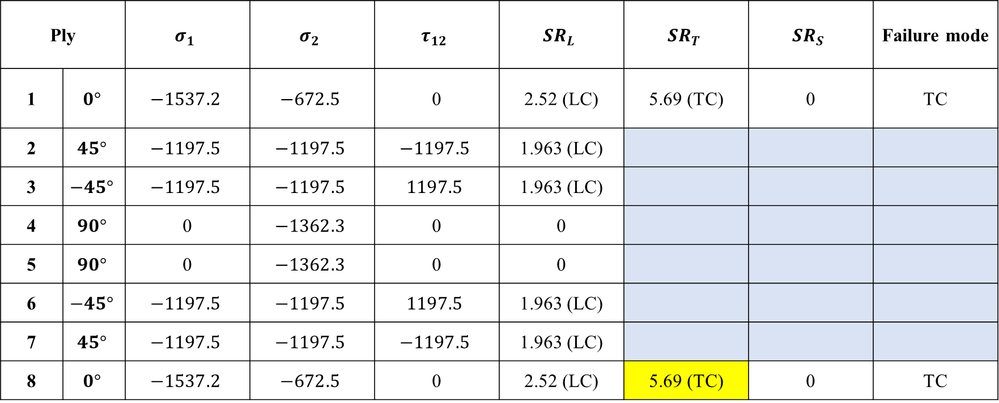 Ply σ₁ σ₂ τ₁₂ SR_L SR_T SR_S Failure mode
1 0° −1537.2 −672.5 0 2.52 (LC) 5.69 (TC) 0 TC
2 45° −1197.5 −1197.5 −1197.5 1.963 (LC)
3 −45° −1197.5 −1197.5 1197.5 1.963 (LC)
4 90° 0 −1362.3 0 0
5 90° 0 −1362.3 0 0
6 −45° −1197.5 −1197.5 1197.5 1.963 (LC)
7 45° −1197.5 −1197.5 −1197.5 1.963 (LC)
8 0° −1537.2 −672.5 0 2.52 (LC) 5.69 (TC) 0 TC